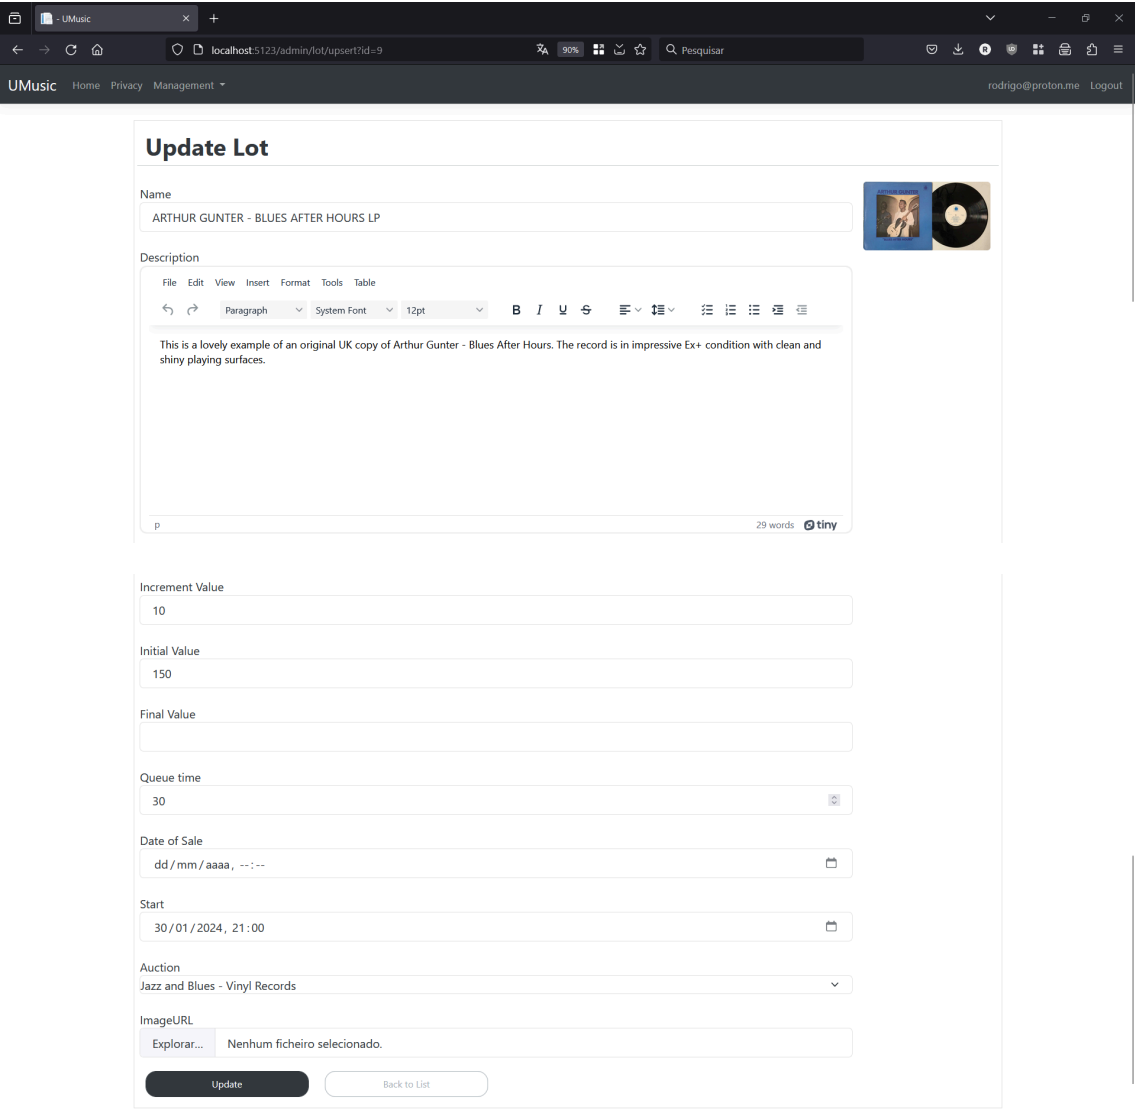 - UMusic
localhost:5123/admin/lot/upsert?id=9
90%
Pesquisar
UMusic Home Privacy Management
rodrigo@proton.me Logout
Update Lot
Name
ARTHUR GUNTER - BLUES AFTER HOURS LP
ARTHUR GUNTER
Description
File Edit View Insert Format Tools Table
Paragraph System Font 12pt
This is a lovely example of an original UK copy of Arthur Gunter - Blues After Hours. The record is in impressive Ex+ condition with clean and
shiny playing surfaces.
p
29 words tiny
Increment Value
10
Initial Value
150
Final Value
Queue time
30
Date of Sale
dd/mm/aaaa, --:--
Start
30/01/2024, 21:00
Auction
Jazz and Blues - Vinyl Records
ImageURL
Explorar... Nenhum ficheiro selecionado.
Update Back to List